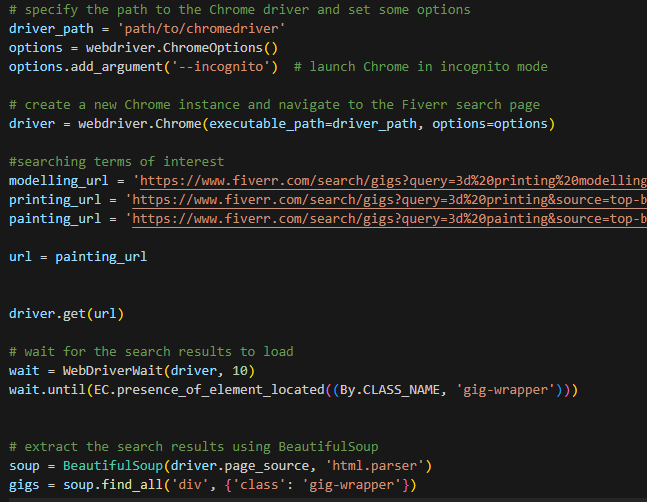 # specify the path to the Chrome driver and set some options
driver_path = 'path/to/chromedriver'
options = webdriver.ChromeOptions()
options.add_argument('--incognito')  # launch Chrome in incognito mode
# create a new Chrome instance and navigate to the Fiverr search page
driver = webdriver.Chrome(executable_path=driver_path, options=options)
#searching terms of interest
modelling_url = 'https://www.fiverr.com/search/gigs?query=3d%20printing%20modelling
printing_url = 'https://www.fiverr.com/search/gigs?query=3d%20printing&source=top-b
painting_url = 'https://www.fiverr.com/search/gigs?query=3d%20painting&source=top-b
url = painting_url
driver.get(url)
# wait for the search results to load
wait = WebDriverWait(driver, 10)
wait.until(EC.presence_of_element_located((By.CLASS_NAME, 'gig-wrapper')))
# extract the search results using BeautifulSoup
soup = BeautifulSoup(driver.page_source, 'html.parser')
gigs = soup.find_all('div', {'class': 'gig-wrapper'})